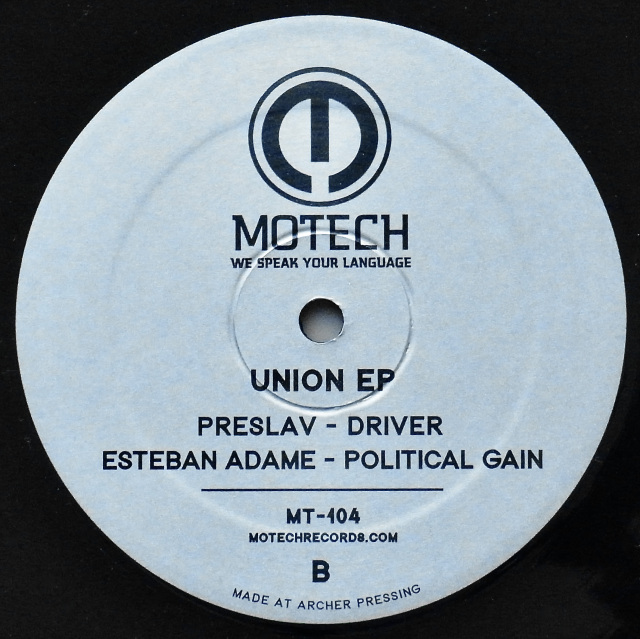 MOTECH
WE SPEAK YOUR LANGUAGE
UNION EP
PRESLAV - DRIVER
ESTEBAN ADAME - POLITICAL GAIN
MT-104
MOTECHRECORDS.COM
B
MADE AT ARCHER PRESSING